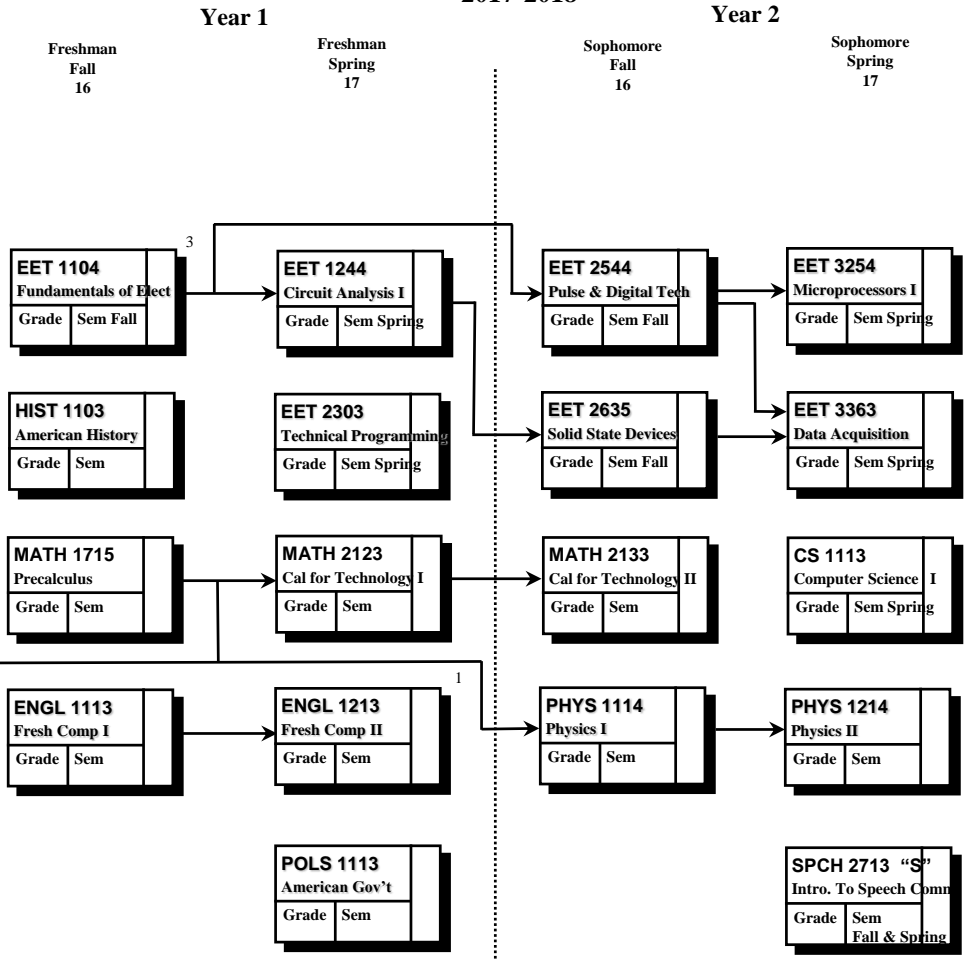 2017-2018
Year 1
Year 2
Freshman
Fall
16
Freshman
Spring
17
Sophomore
Fall
16
Sophomore
Spring
17
3
EET 1104
Fundamentals of Elect
Grade
Sem Fall
EET 1244
Circuit Analysis I
Grade
Sem Spring
EET 2544
Pulse & Digital Tech
Grade
Sem Fall
EET 3254
Microprocessors I
Grade
Sem Spring
HIST 1103
American History
Grade
Sem
EET 2303
Technical Programming
Grade
Sem Spring
EET 2635
Solid State Devices
Grade
Sem Fall
EET 3363
Data Acquisition
Grade
Sem Spring
MATH 1715
Precalculus
Grade
Sem
MATH 2123
Cal for Technology I
Grade
Sem
MATH 2133
Cal for Technology II
Grade
Sem
CS 1113
Computer Science I
Grade
Sem Spring
1
ENGL 1113
Fresh Comp I
Grade
Sem
ENGL 1213
Fresh Comp II
Grade
Sem
PHYS 1114
Physics I
Grade
Sem
PHYS 1214
Physics II
Grade
Sem
POLS 1113
American Gov’t
Grade
Sem
SPCH 2713 “S”
Intro. To Speech Comm
Grade
Sem
Fall & Spring